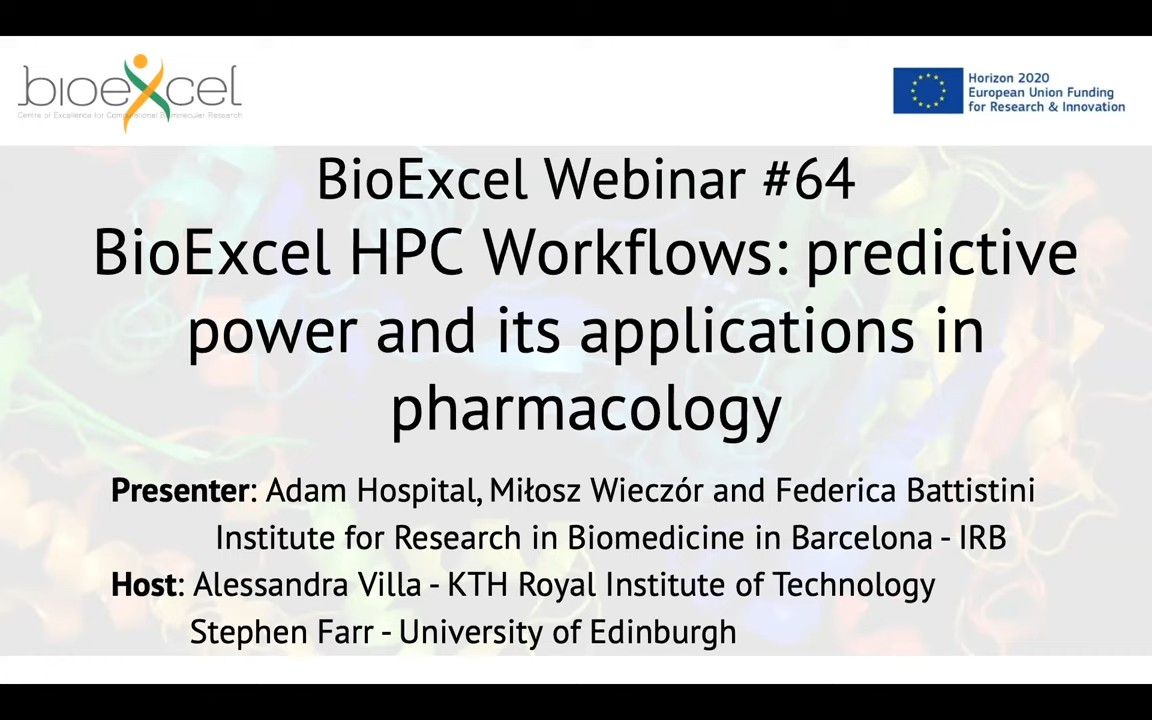 bioexcel
Centre of Excellence for Computational Biomolecular Research
Horizon 2020
European Union Funding
for Research & Innovation
BioExcel Webinar #64
BioExcel HPC Workflows: predictive
power and its applications in
pharmacology
Presenter: Adam Hospital, Miłosz Wieczór and Federica Battistini
Institute for Research in Biomedicine in Barcelona - IRB
Host: Alessandra Villa - KTH Royal Institute of Technology
Stephen Farr - University of Edinburgh